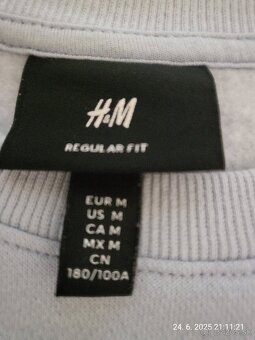 H&M
REGULAR FIT
EUR M
US M
CA M
MX M
CN
180/100A
24. 6. 2025 21:11:21